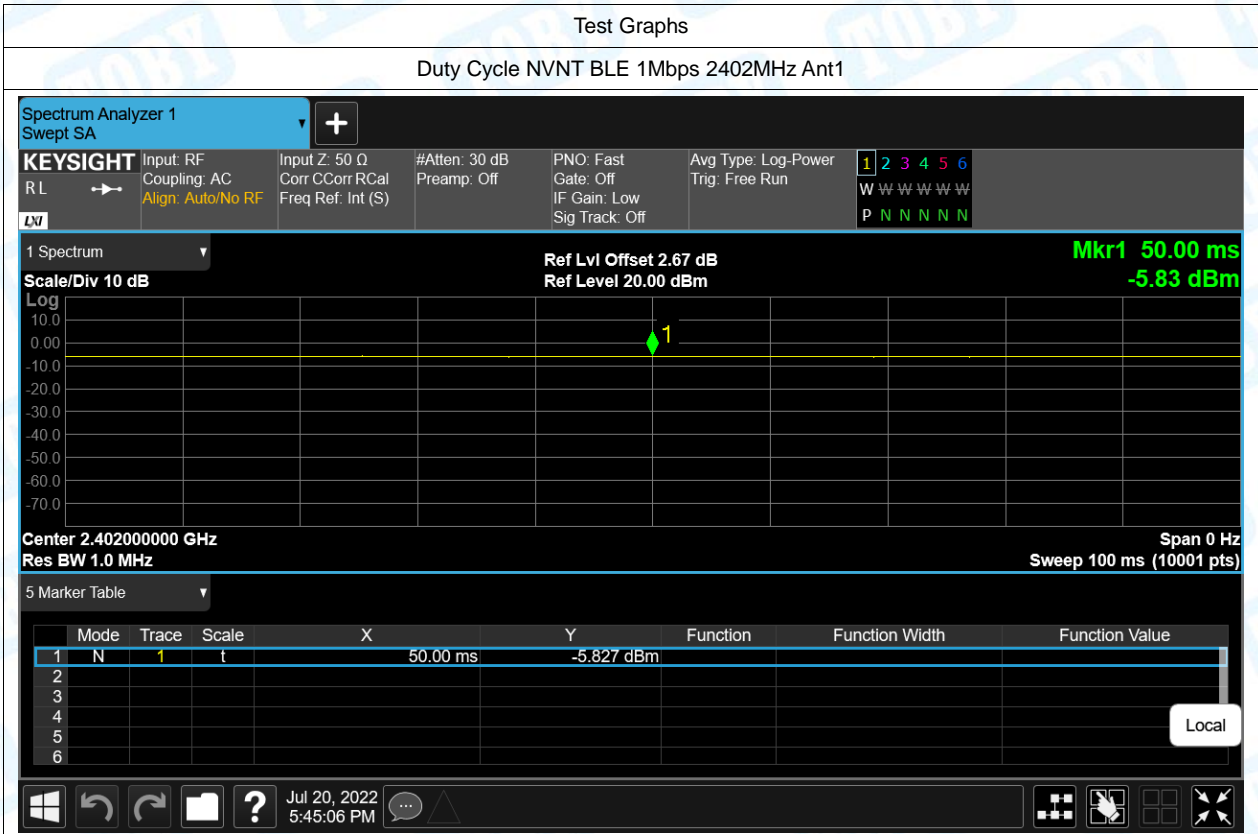 Test Graphs
Duty Cycle NVNT BLE 1Mbps 2402MHz Ant1
Spectrum Analyzer 1
Swept SA
KEYSIGHT
RL
LXI
Input: RF
Coupling: AC
Align: Auto/No RF
Input Z: 50 Ω
Corr CCorr RCal
Freq Ref: Int (S)
#Atten: 30 dB
Preamp: Off
PNO: Fast
Gate: Off
IF Gain: Low
Sig Track: Off
Avg Type: Log-Power
Trig: Free Run
1 2 3 4 5 6
W W W W W W
P N N N N N
1 Spectrum
Scale/Div 10 dB
Ref Lvl Offset 2.67 dB
Ref Level 20.00 dBm
Mkr1 50.00 ms
-5.83 dBm
Log
10.0
0.00
-10.0
-20.0
-30.0
-40.0
-50.0
-60.0
-70.0
1
Center 2.402000000 GHz
Res BW 1.0 MHz
Span 0 Hz
Sweep 100 ms (10001 pts)
5 Marker Table
Mode Trace Scale X Y Function Function Width Function Value
1 N 1 t 50.00 ms -5.827 dBm
2
3
4
5
6
Local
?
Jul 20, 2022
5:45:06 PM
TOBY